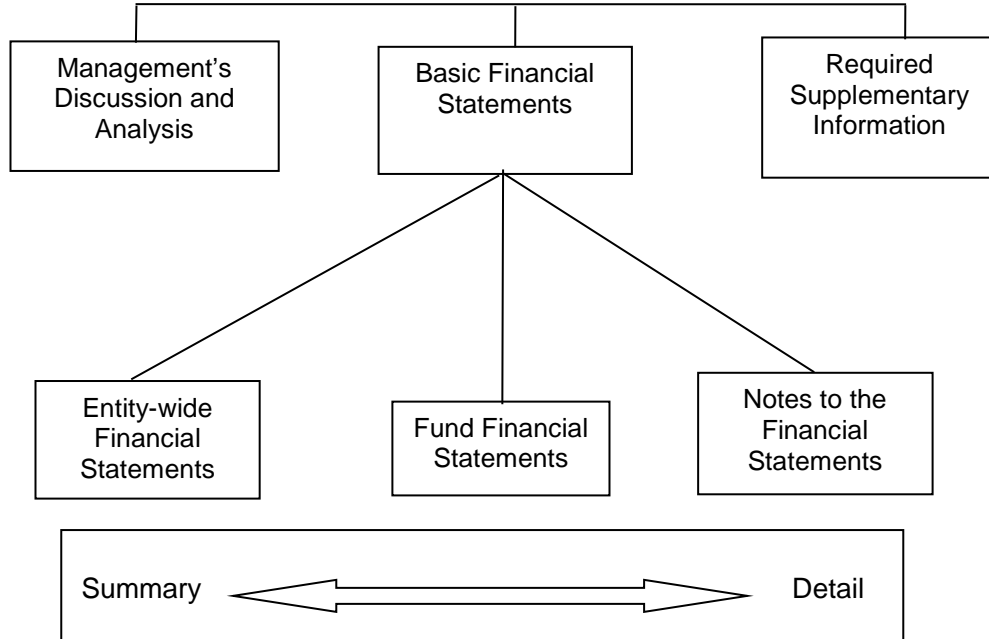 Management’s
Discussion and
Analysis
Basic Financial
Statements
Required
Supplementary
Information
Entity-wide
Financial
Statements
Fund Financial
Statements
Notes to the
Financial
Statements
Summary
Detail